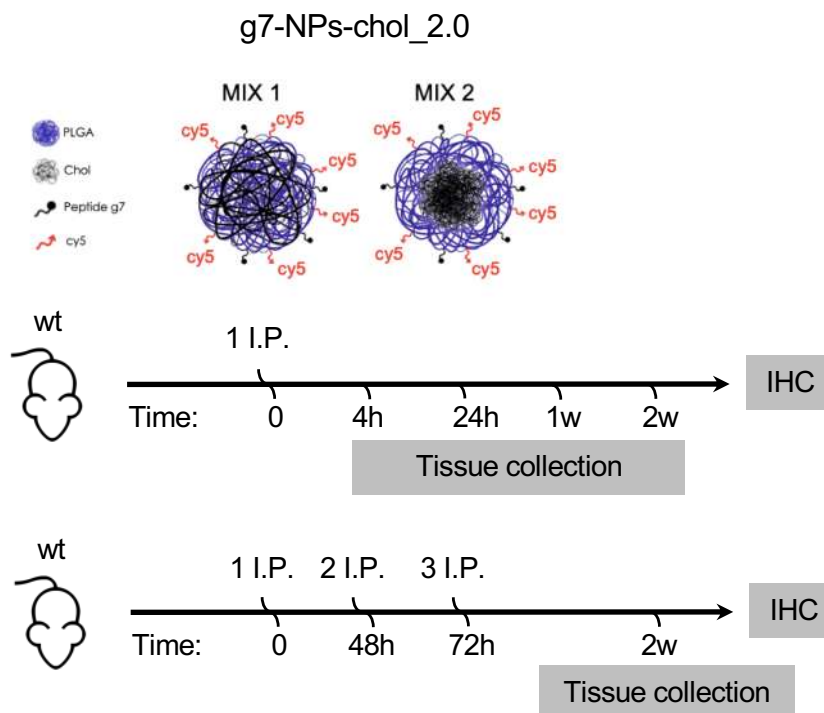 g7-NPs-chol_2.0
MIX 1
MIX 2
PLGA
Chol
Peptide g7
cy5
cy5
cy5
cy5
cy5
cy5
cy5
cy5
cy5
cy5
cy5
cy5
cy5
wt
1 I.P.
IHC
Time: 0 4h 24h 1w 2w
Tissue collection
wt
1 I.P. 2 I.P. 3 I.P.
IHC
Time: 0 48h 72h 2w
Tissue collection